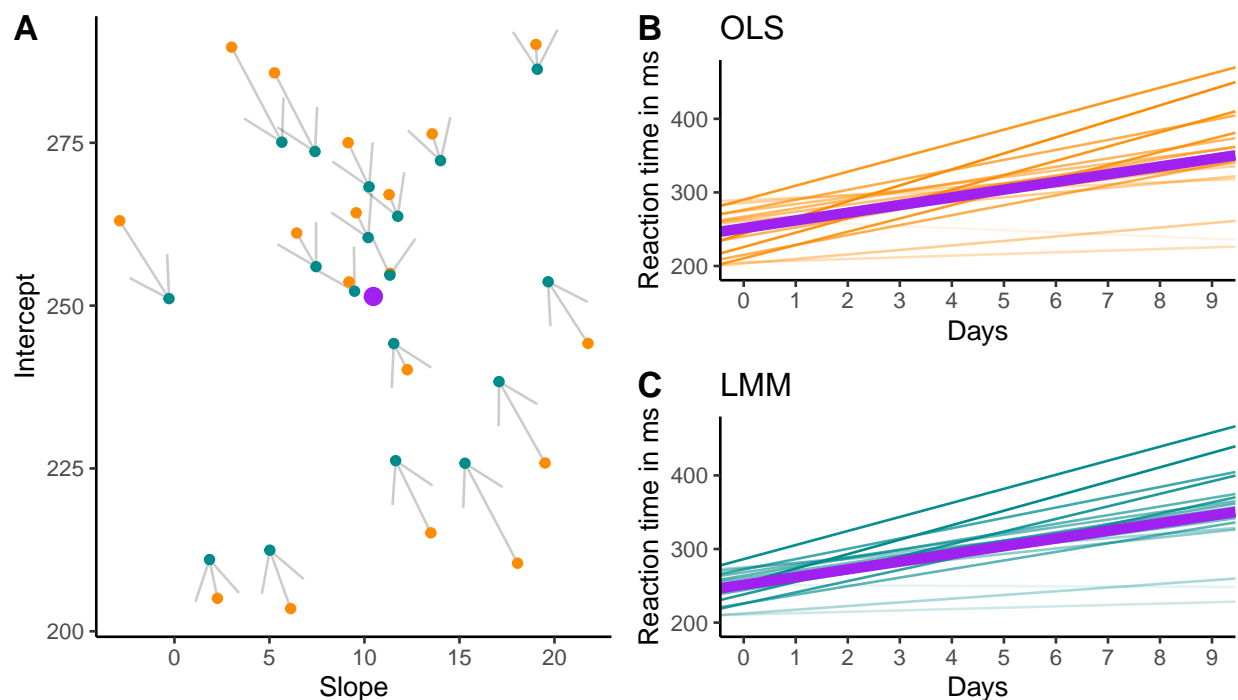 A
275
250
225
200
Intercept
0 5 10 15 20
Slope
B OLS
400
300
200
Reaction time in ms
0 1 2 3 4 5 6 7 8 9
Days
C LMM
400
300
200
Reaction time in ms
0 1 2 3 4 5 6 7 8 9
Days